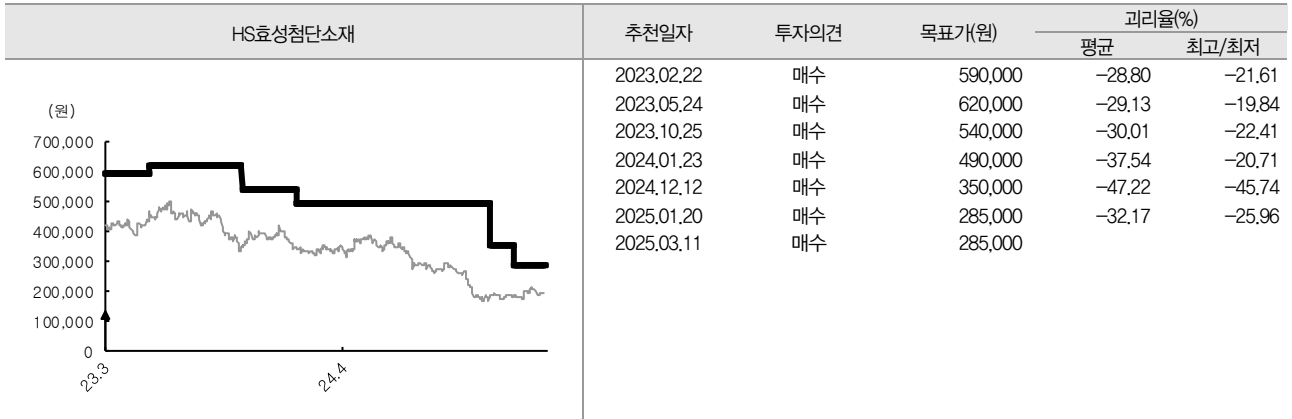 HS효성첨단소재
추천일자 투자의견 목표가(원) 괴리율(%)
평균 최고/최저
2023.02.22 매수 590,000 -28.80 -21.61
2023.05.24 매수 620,000 -29.13 -19.84
2023.10.25 매수 540,000 -30.01 -22.41
2024.01.23 매수 490,000 -37.54 -20.71
2024.12.12 매수 350,000 -47.22 -45.74
2025.01.20 매수 285,000 -32.17 -25.96
2025.03.11 매수 285,000
(원)
700,000
600,000
500,000
400,000
300,000
200,000
100,000
0
23.3 24.4